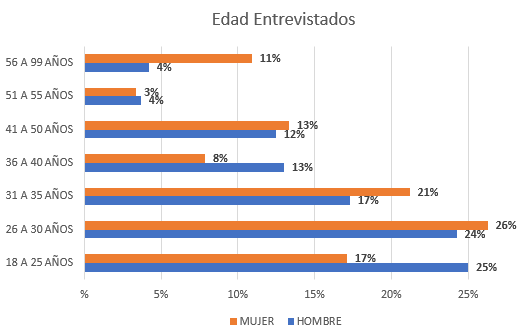 Edad Entrevistados
56 A 99 AÑOS
11%
4%
51 A 55 AÑOS
3%
4%
41 A 50 AÑOS
13%
12%
36 A 40 AÑOS
8%
13%
31 A 35 AÑOS
21%
17%
26 A 30 AÑOS
26%
24%
18 A 25 AÑOS
17%
25%
% 5% 10% 15% 20% 25%
MUJER HOMBRE